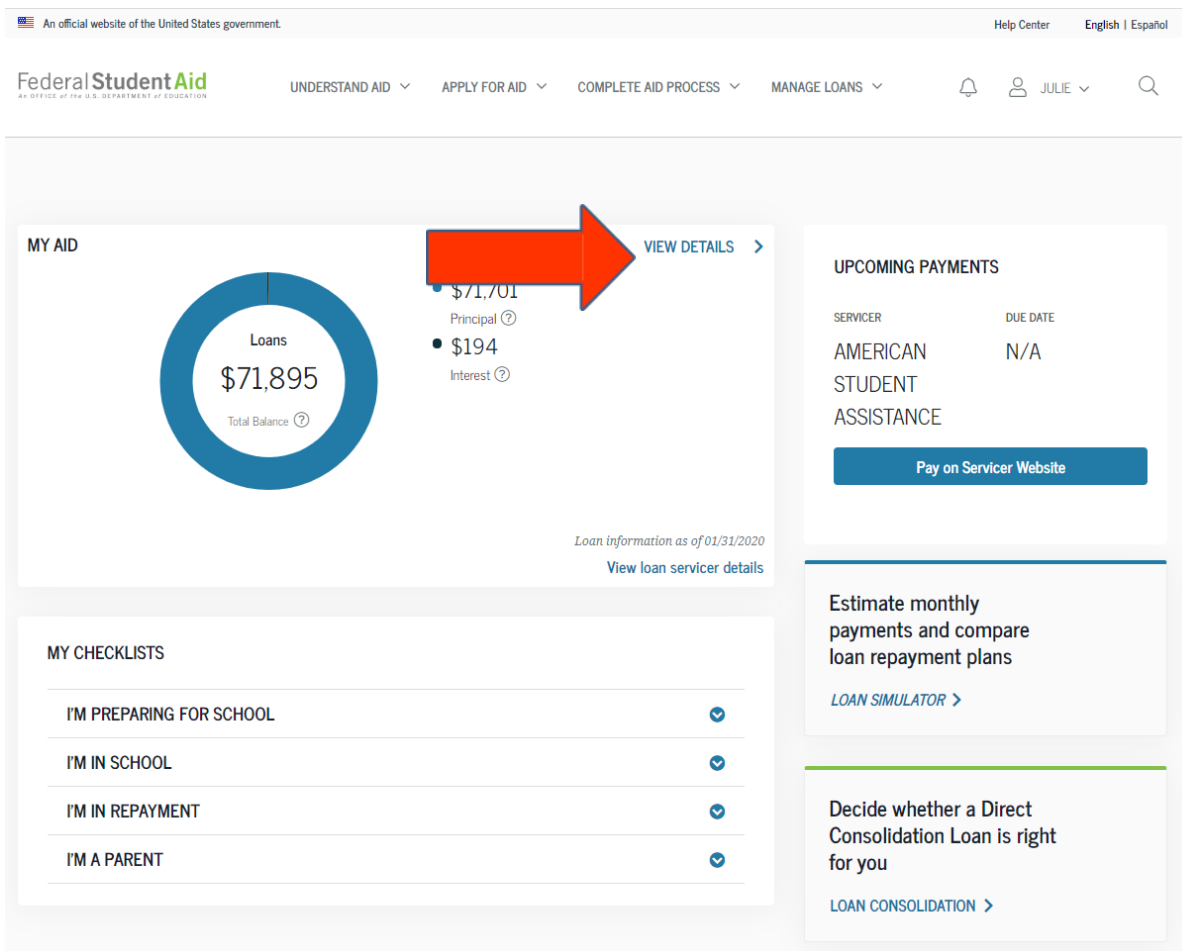 An official website of the United States government.
Help Center
English | Español
Federal Student Aid
An OFFICE of the U.S. DEPARTMENT of EDUCATION
UNDERSTAND AID
APPLY FOR AID
COMPLETE AID PROCESS
MANAGE LOANS
JULIE
MY AID
VIEW DETAILS
Loans
$71,895
Total Balance
$71,701
Principal
$194
Interest
Loan information as of 01/31/2020
View loan servicer details
UPCOMING PAYMENTS
SERVICER
DUE DATE
AMERICAN
STUDENT
ASSISTANCE
N/A
Pay on Servicer Website
Estimate monthly
payments and compare
loan repayment plans
LOAN SIMULATOR
MY CHECKLISTS
I'M PREPARING FOR SCHOOL
I'M IN SCHOOL
I'M IN REPAYMENT
I'M A PARENT
Decide whether a Direct
Consolidation Loan is right
for you
LOAN CONSOLIDATION